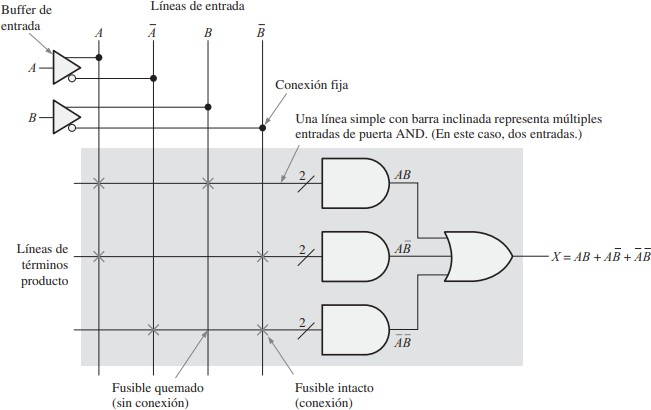 Buffer de
entrada
Líneas de entrada
A
A̅
B
B̅
A
B
Conexión fija
Una línea simple con barra inclinada representa múltiples
entradas de puerta AND. (En este caso, dos entradas.)
2
AB
2
AB̅
X = AB + AB̅ + A̅B̅
Líneas de
términos
producto
2
A̅B̅
Fusible quemado
(sin conexión)
Fusible intacto
(conexión)